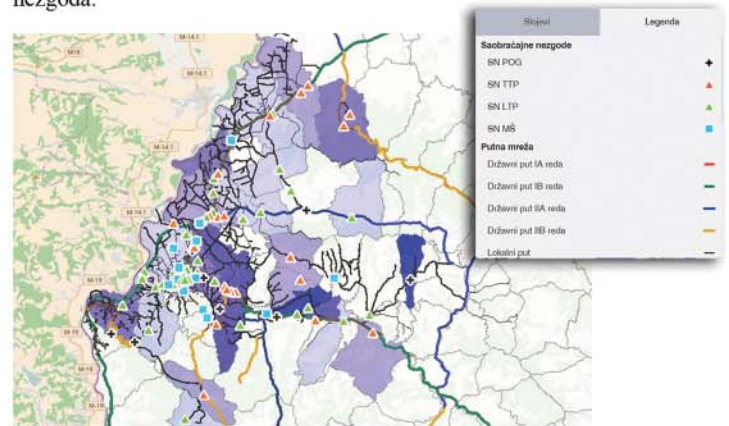 nezgoda.
Slojevi
Legenda
Saobraćajne nezgode
SN POG
SN TTP
SN LTP
SN MŠ
Putna mreža
Državni put IA reda
Državni put IB reda
Državni put IIA reda
Državni put IIB reda
Lokalni put
M-14.1
M18
M-14.1
M-14.1
M-19
M-19
M-19
M-19